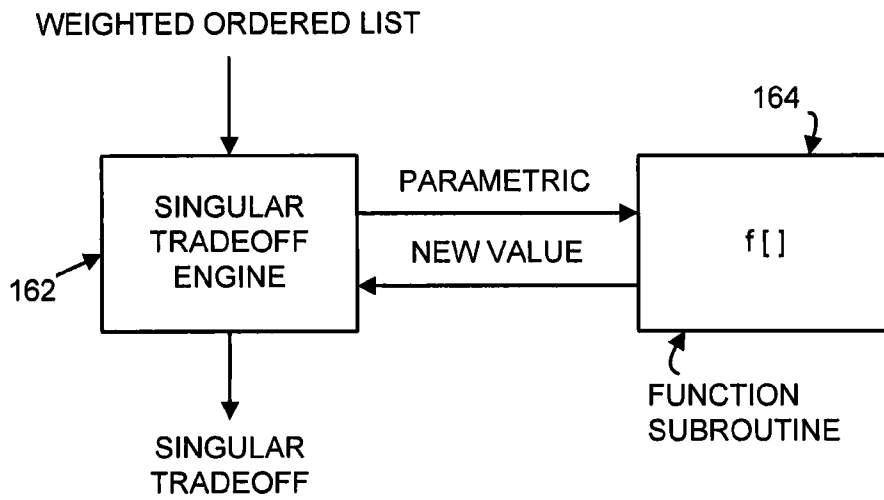 WEIGHTED ORDERED LIST
164
PARAMETRIC
SINGULAR
TRADEOFF
ENGINE
f [ ]
NEW VALUE
162
FUNCTION
SUBROUTINE
SINGULAR
TRADEOFF